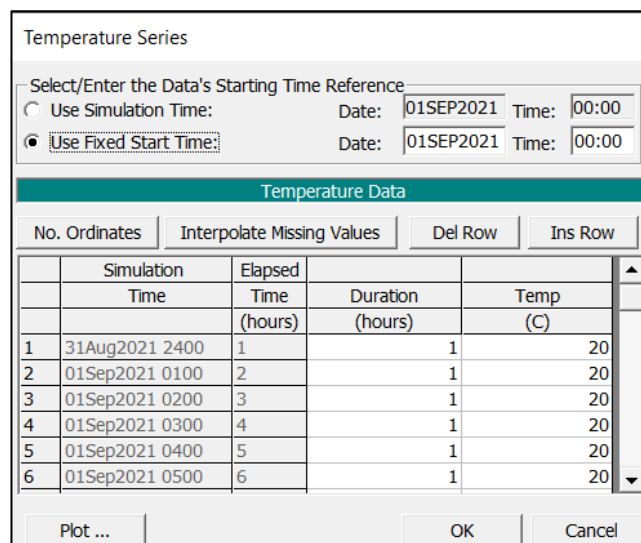 Temperature Series
Select/Enter the Data's Starting Time Reference
Use Simulation Time: Date: 01SEP2021 Time: 00:00
Use Fixed Start Time: Date: 01SEP2021 Time: 00:00
Temperature Data
No. Ordinates Interpolate Missing Values Del Row Ins Row
Simulation Elapsed
Time Time Duration Temp
(hours) (hours) (C)
1 31Aug2021 2400 1 1 20
2 01Sep2021 0100 2 1 20
3 01Sep2021 0200 3 1 20
4 01Sep2021 0300 4 1 20
5 01Sep2021 0400 5 1 20
6 01Sep2021 0500 6 1 20
Plot ... OK Cancel